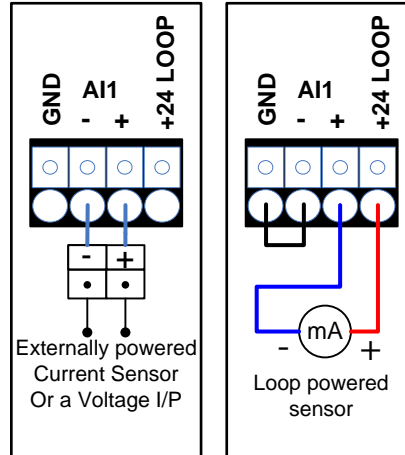 GND
AI1
- +
+24 LOOP
- +
Externally powered
Current Sensor
Or a Voltage I/P
GND
AI1
- +
+24 LOOP
mA
- +
Loop powered
sensor